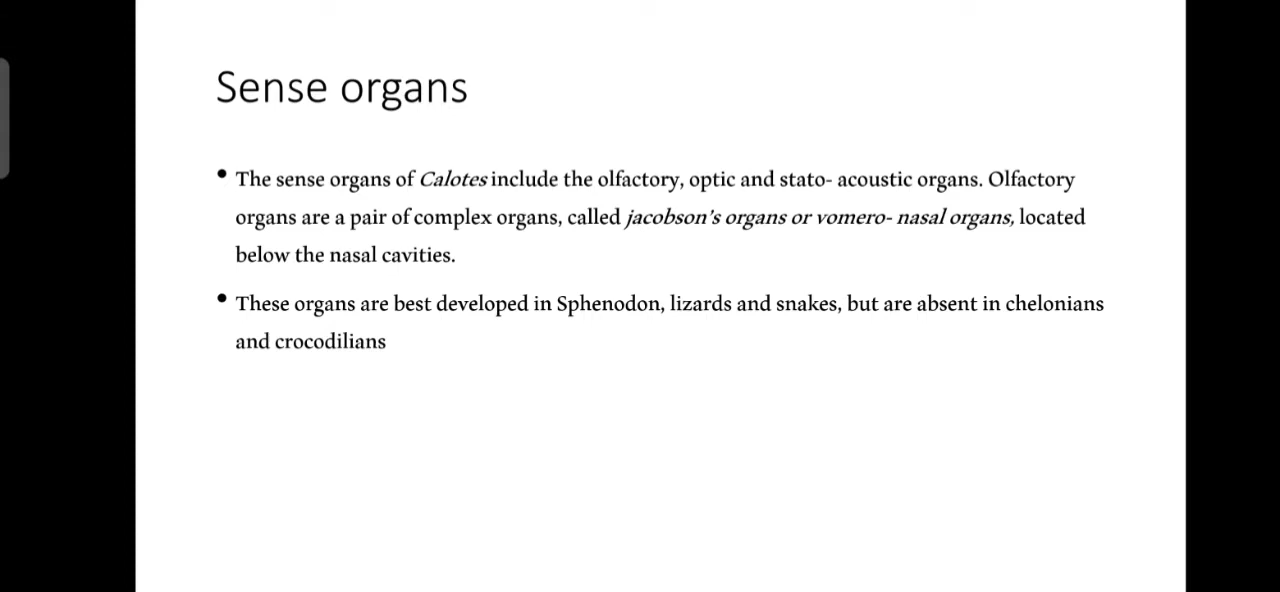 Sense organs
• The sense organs of Calotes include the olfactory, optic and stato- acoustic organs. Olfactory
organs are a pair of complex organs, called jacobson's organs or vomero- nasal organs, located
below the nasal cavities.
• These organs are best developed in Sphenodon, lizards and snakes, but are absent in chelonians
and crocodilians